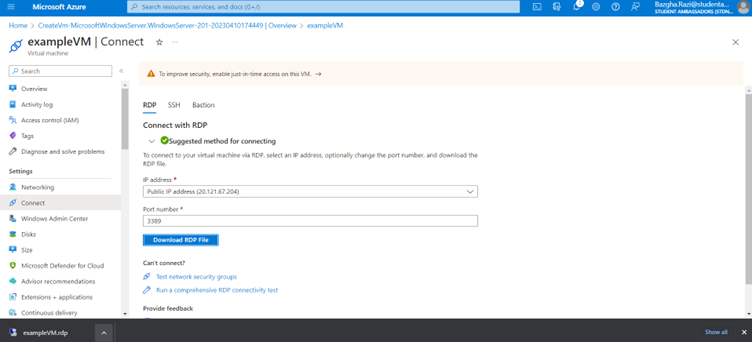 Microsoft Azure
Search resources, services, and docs (G+/)
2
Bazgha.Razi@studenta...
STUDENT AMBASSADORS (STDN...
Home > CreateVm-MicrosoftWindowsServer.WindowsServer-201-20230410174449 | Overview > exampleVM >
exampleVM | Connect
Virtual machine
Search
Overview
Activity log
Access control (IAM)
Tags
Diagnose and solve problems
Settings
Networking
Connect
Windows Admin Center
Disks
Size
Microsoft Defender for Cloud
Advisor recommendations
Extensions + applications
Continuous delivery
To improve security, enable just-in-time access on this VM. →
RDP SSH Bastion
Connect with RDP
Suggested method for connecting
To connect to your virtual machine via RDP, select an IP address, optionally change the port number, and download the
RDP file.
IP address *
Public IP address (20.121.67.204)
Port number *
3389
Download RDP File
Can't connect?
Test network security groups
Run a comprehensive RDP connectivity test
Provide feedback
exampleVM.rdp
Show all